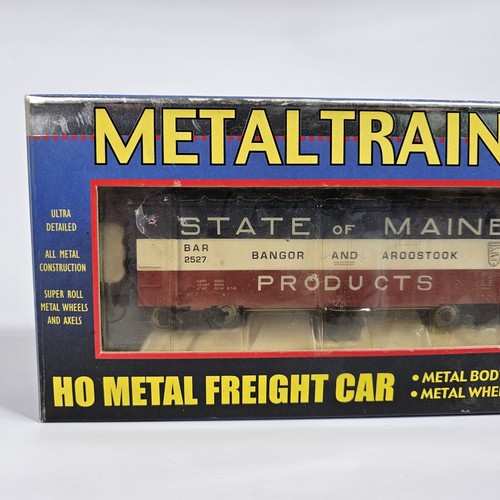 METALTRAIN
ULTRA
DETAILED
ALL METAL
CONSTRUCTION
SUPER ROLL
METAL WHEELS
AND AXELS
STATE OF MAINE
BAR
2527
BANGOR AND AROOSTOOK
PRODUCTS
HO METAL FREIGHT CAR
• METAL BOD
• METAL WHE